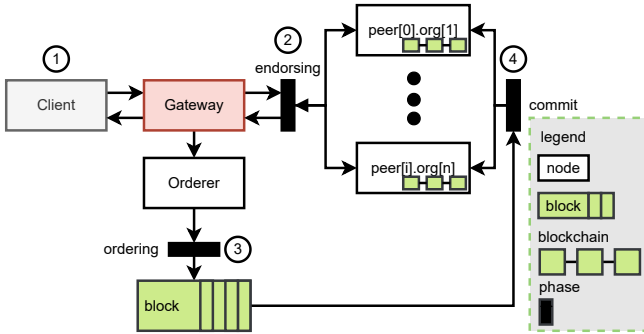 1
2
endorsing
peer[0].org[1]
4
Client
Gateway
commit
legend
node
block
blockchain
phase
peer[i].org[n]
Orderer
ordering
3
block